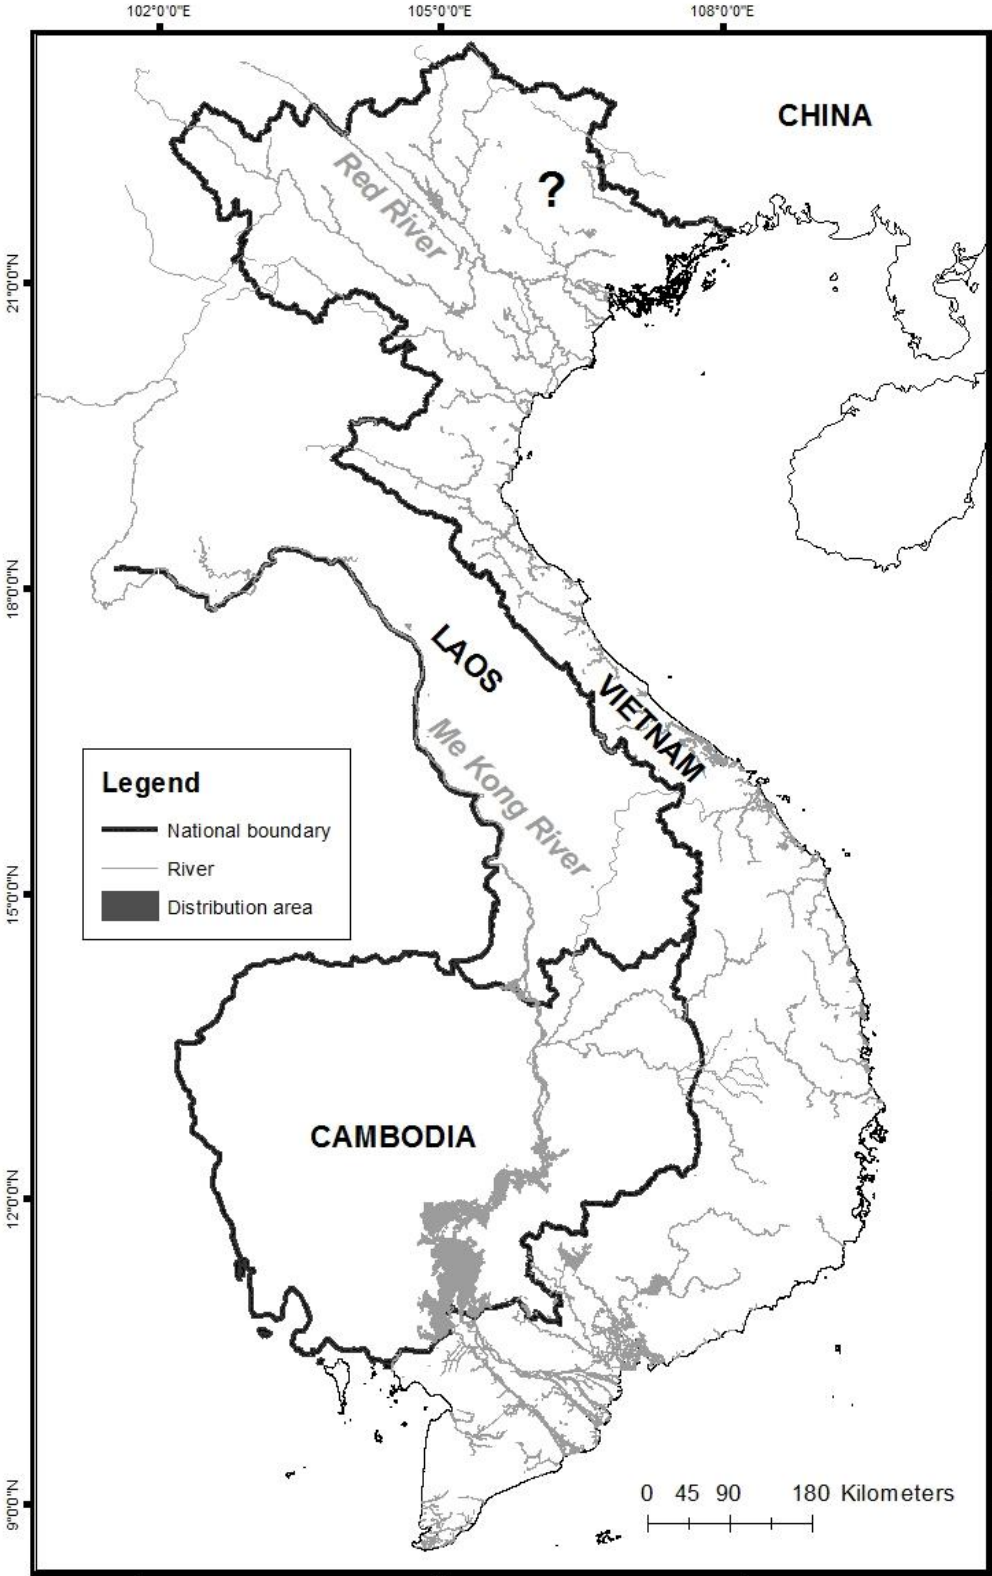 102°0'0"E 105°0'0"E 108°0'0"E
CHINA
?
Red River
21°0'0"N
18°0'0"N
LAOS
VIETNAM
Me Kong River
Legend
National boundary
River
Distribution area
15°0'0"N
CAMBODIA
12°0'0"N
9°0'0"N
0 45 90 180 Kilometers